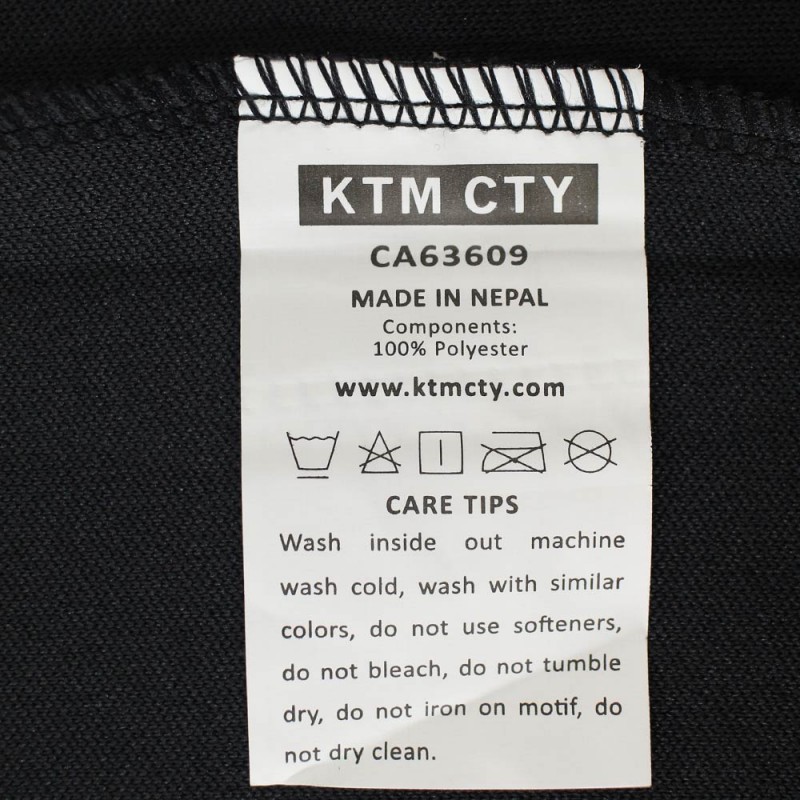 KTM CTY
CA63609
MADE IN NEPAL
Components:
100% Polyester
www.ktmcty.com
CARE TIPS
Wash inside out machine
wash cold, wash with similar
colors, do not use softeners,
do not bleach, do not tumble
dry, do not iron on motif, do
not dry clean.